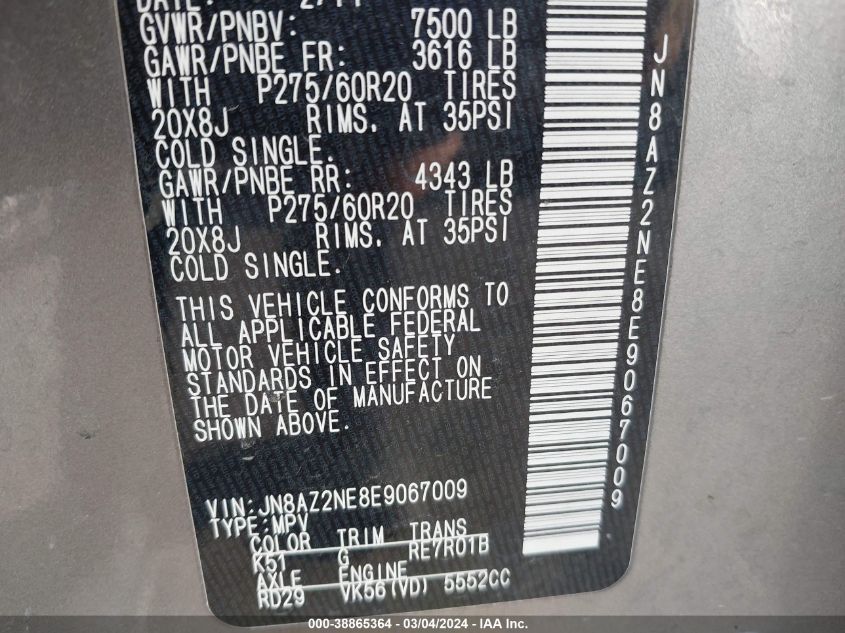 GVWR/PNBV: 7500 LB
GAWR/PNBE FR: 3616 LB
WITH P275/60R20 TIRES
20X8J RIMS, AT 35PSI
COLD SINGLE.
GAWR/PNBE RR: 4343 LB
WITH P275/60R20 TIRES
20X8J RIMS, AT 35PSI
COLD SINGLE.
THIS VEHICLE CONFORMS TO
ALL APPLICABLE FEDERAL
MOTOR VEHICLE SAFETY
STANDARDS IN EFFECT ON
THE DATE OF MANUFACTURE
SHOWN ABOVE.
VIN:JN8AZ2NE8E9067009
TYPE:MPV
COLOR TRIM TRANS
K51 G RE7R01B
AXLE ENGINE
RD29 VK56(VD) 5552CC
JN8AZ2NE8E9067009
000-38865364 - 03/04/2024 - IAA Inc.